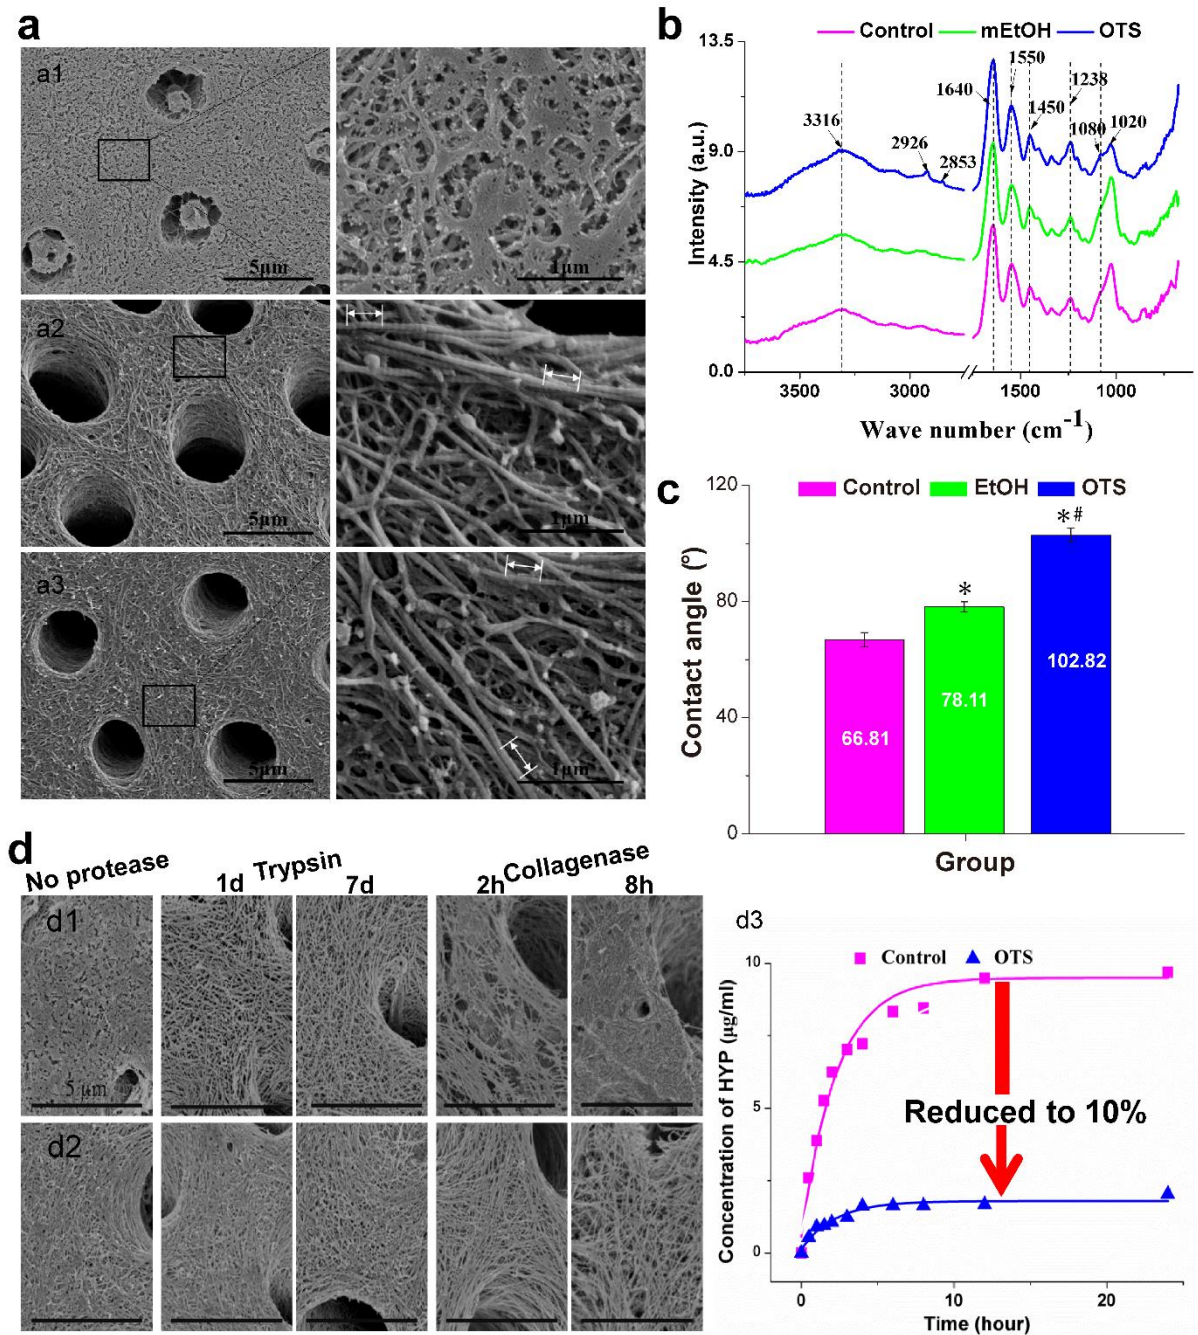 a
a1
5μm
1μm
a2
5μm
1μm
a3
5μm
1μm
b
Control mEtOH OTS
13.5
9.0
4.5
0.0
Intensity (a.u.)
3316
2926
2853
1640
1550
1450
1238
1080
1020
3500 3000 1500 1000
Wave number (cm-1)
c
Control EtOH OTS
120
80
40
0
Contact angle (°)
66.81
*
78.11
*#
102.82
Group
d
No protease Trypsin Collagenase
1d 7d 2h 8h
d1
5 μm
d2
d3
Control OTS
10
5
0
Concentration of HYP (μg/ml)
Reduced to 10%
0 10 20
Time (hour)